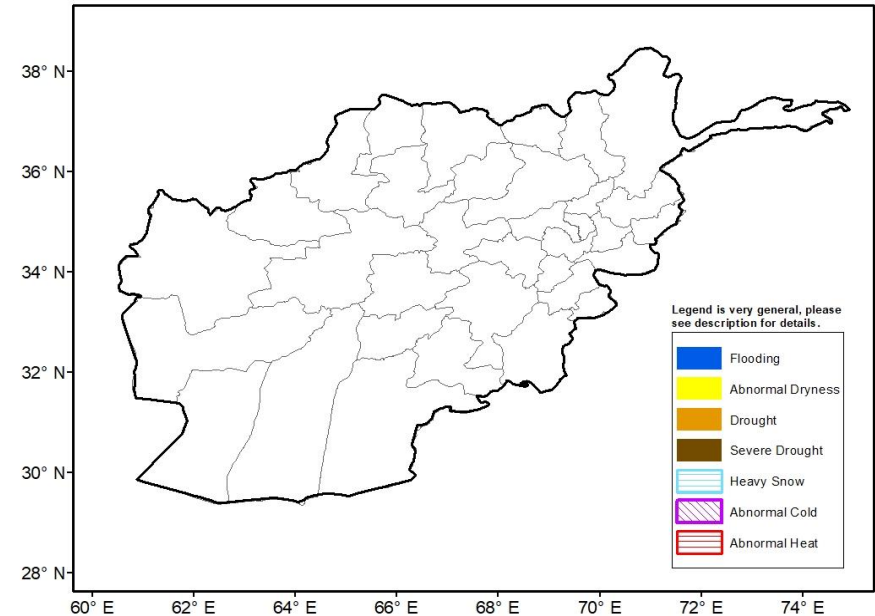 38° N
36° N
34° N
32° N
30° N
28° N
Legend is very general, please
see description for details.
Flooding
Abnormal Dryness
Drought
Severe Drought
Heavy Snow
Abnormal Cold
Abnormal Heat
60° E 62° E 64° E 66° E 68° E 70° E 72° E 74° E